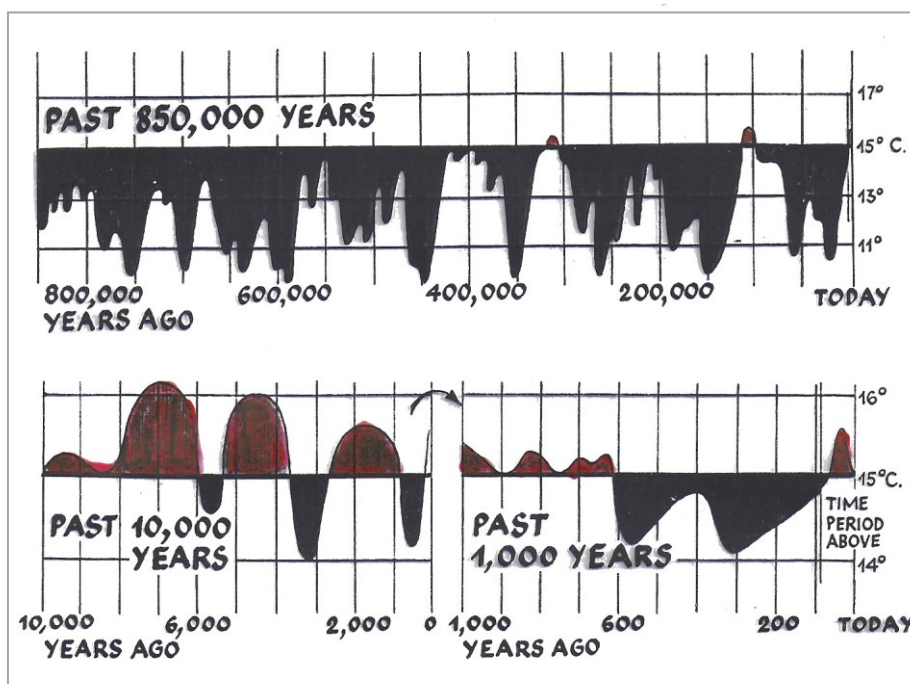 17°
PAST 850,000 YEARS
15° C.
13°
11°
800,000 600,000 400,000 200,000 TODAY
YEARS AGO
16°
15°C.
PAST 10,000
YEARS
PAST
1,000 YEARS
TIME
PERIOD
ABOVE
14°
10,000 6,000 2,000 0 1,000 600 200 TODAY
YEARS AGO YEARS AGO